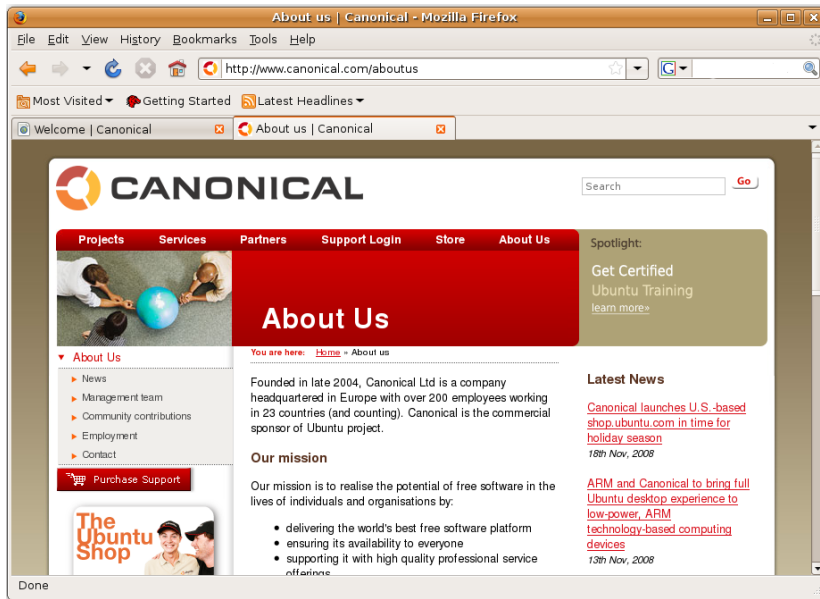 About us | Canonical - Mozilla Firefox
File Edit View History Bookmarks Tools Help
http://www.canonical.com/aboutus
G
Most Visited Getting Started Latest Headlines
Welcome | Canonical
About us | Canonical
CANONICAL
Search
Go
Projects Services Partners Support Login Store About Us
Spotlight:
Get Certified
Ubuntu Training
learn more»
About Us
You are here: Home » About us
About Us
News
Management team
Community contributions
Employment
Contact
Purchase Support
The
Ubuntu
Shop
Founded in late 2004, Canonical Ltd is a company
headquartered in Europe with over 200 employees working
in 23 countries (and counting). Canonical is the commercial
sponsor of Ubuntu project.
Our mission
Our mission is to realise the potential of free software in the
lives of individuals and organisations by:
delivering the world's best free software platform
ensuring its availability to everyone
supporting it with high quality professional service
offerings
Latest News
Canonical launches U.S.-based
shop.ubuntu.com in time for
holiday season
18th Nov, 2008
ARM and Canonical to bring full
Ubuntu desktop experience to
low-power, ARM
technology-based computing
devices
13th Nov, 2008
Done